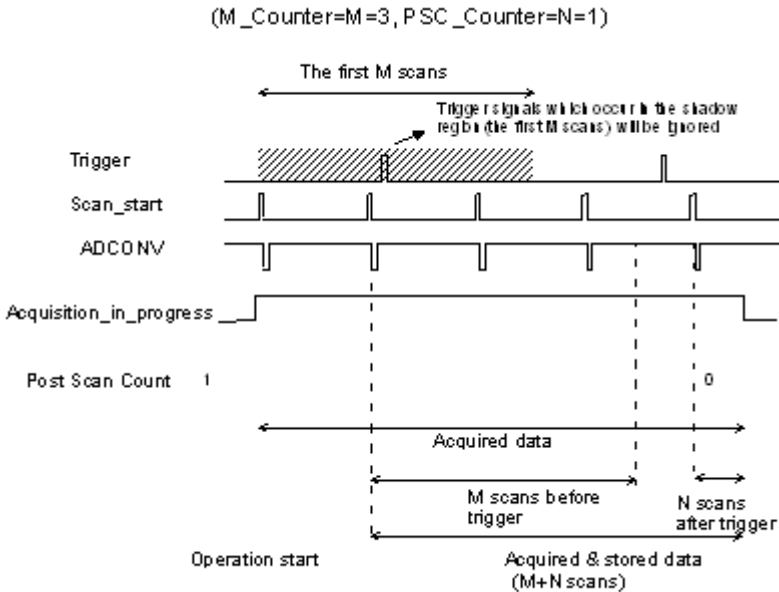 (M_Counter=M=3, PSC_Counter=N=1)
The first M scans
Trigger signals which occur in the shadow
region (the first M scans) will be ignored
Trigger
Scan_start
ADCONV
Acquisition_in_progress
Post Scan Count 1 0
Acquired data
M scans before
trigger
N scans
after trigger
Operation start
Acquired & stored data
(M+N scans)